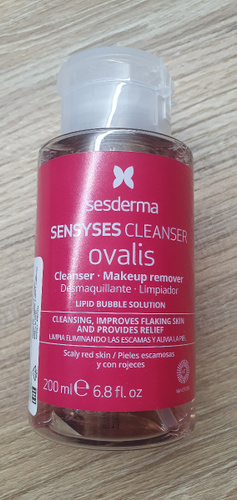 sesderma
SENSYSES CLEANSER
ovalis
Cleanser · Makeup remover
Desmaquillante · Limpiador
LIPID BUBBLE SOLUTION
CLEANSING, IMPROVES FLAKING SKIN
AND PROVIDES RELIEF
LIMPIA ELIMINANDO LAS ESCAMAS Y ALIVIA LA PIEL
Scaly red skin / Pieles escamosas
y con rojeces
200 ml ℮ 6.8 fl. oz